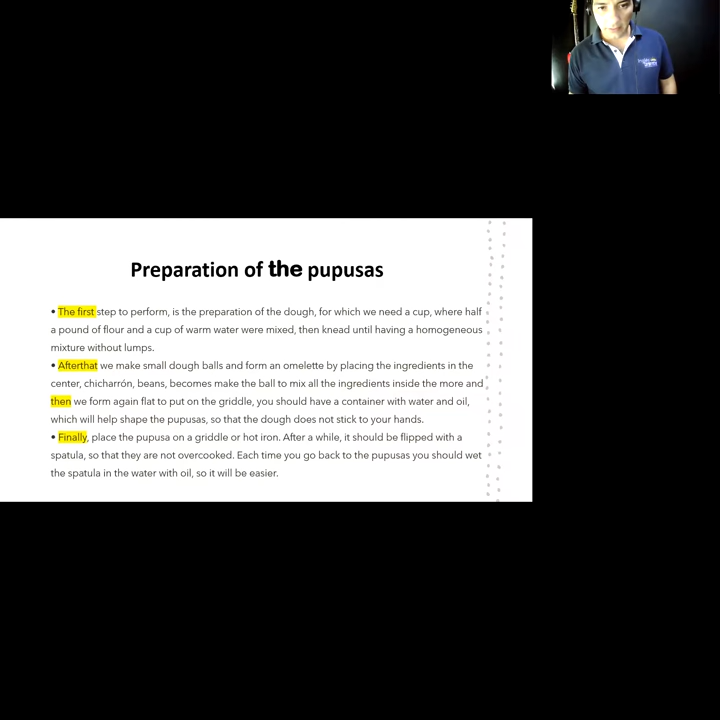 Preparation of the pupusas
• The first step to perform, is the preparation of the dough, for which we need a cup, where half
a pound of flour and a cup of warm water were mixed, then knead until having a homogeneous
mixture without lumps.
• Afterthat we make small dough balls and form an omelette by placing the ingredients in the
center, chicharrón, beans, becomes make the ball to mix all the ingredients inside the more and
then we form again flat to put on the griddle, you should have a container with water and oil,
which will help shape the pupusas, so that the dough does not stick to your hands.
• Finally, place the pupusa on a griddle or hot iron. After a while, it should be flipped with a
spatula, so that they are not overcooked. Each time you go back to the pupusas you should wet
the spatula in the water with oil, so it will be easier.